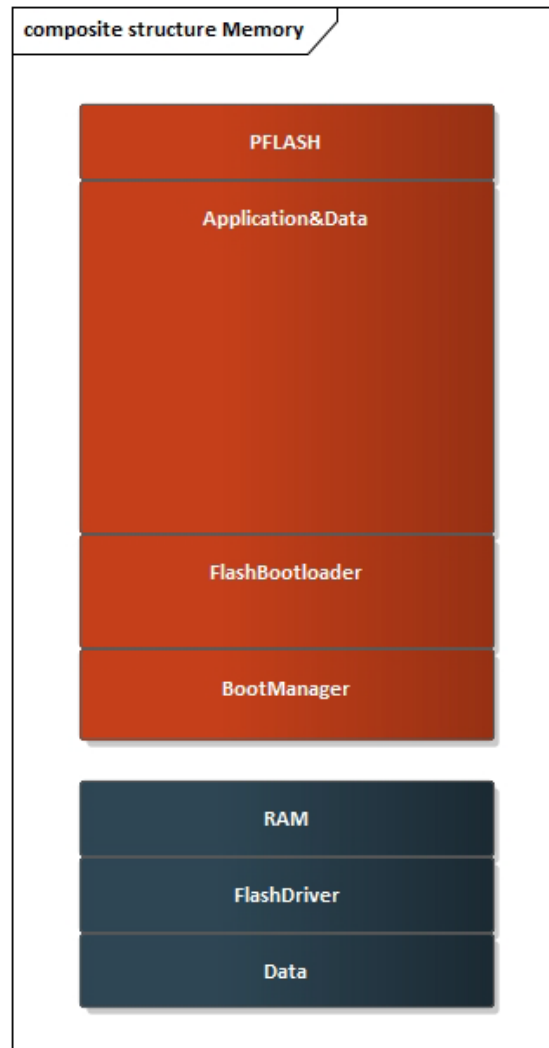 composite structure Memory
PFLASH
Application&Data
FlashBootloader
BootManager
RAM
FlashDriver
Data